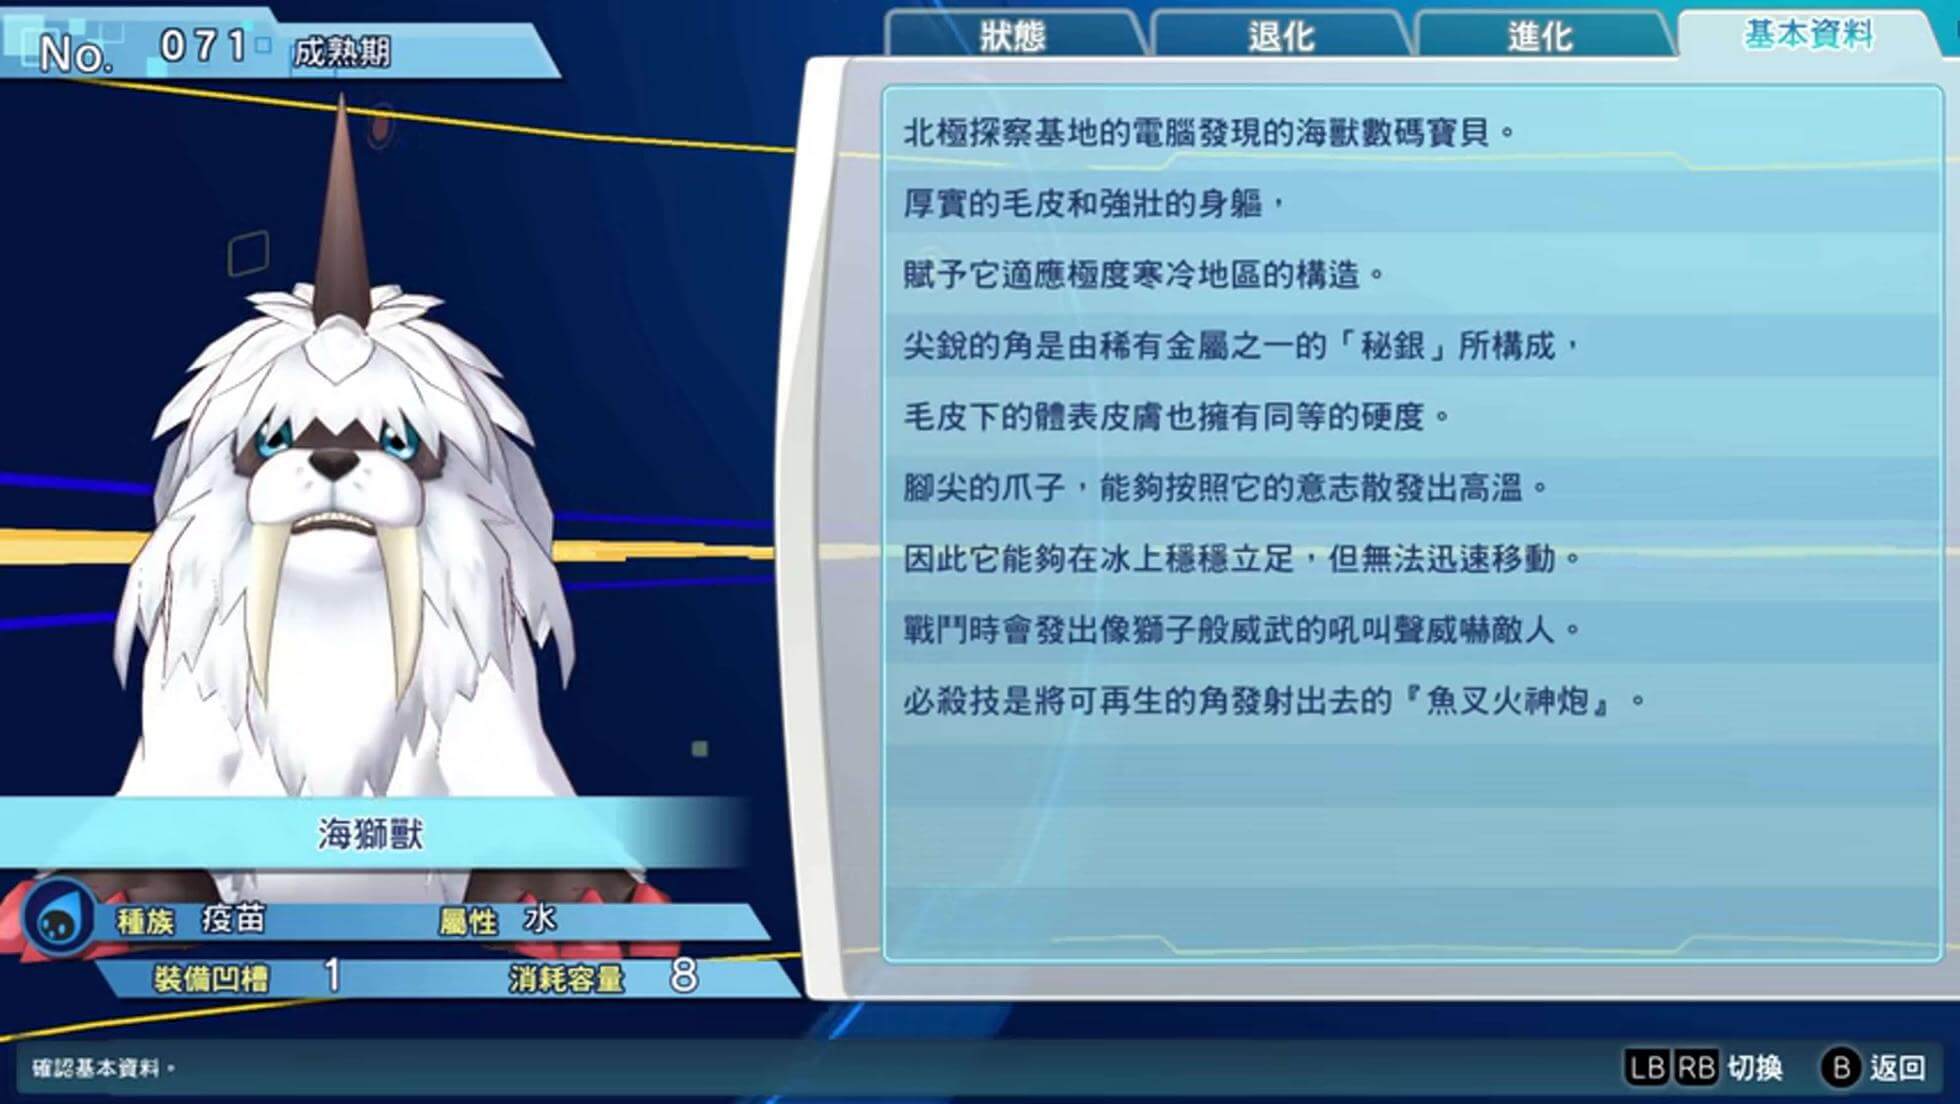 No. 071 成熟期
狀態 退化 進化 基本資料
北極探察基地的電腦發現的海獸數碼寶貝。
厚實的毛皮和強壯的身軀，
賦予它適應極度寒冷地區的構造。
尖銳的角是由稀有金屬之一的「秘銀」所構成，
毛皮下的體表皮膚也擁有同等的硬度。
腳尖的爪子，能夠按照它的意志散發出高溫。
因此它能夠在冰上穩穩立足，但無法迅速移動。
戰鬥時會發出像獅子般威武的吼叫聲威嚇敵人。
必殺技是將可再生的角發射出去的『魚叉火神炮』。
海獅獸
種族 疫苗 屬性 水
裝備凹槽 1 消耗容量 8
確認基本資料。
LB RB 切換 B 返回